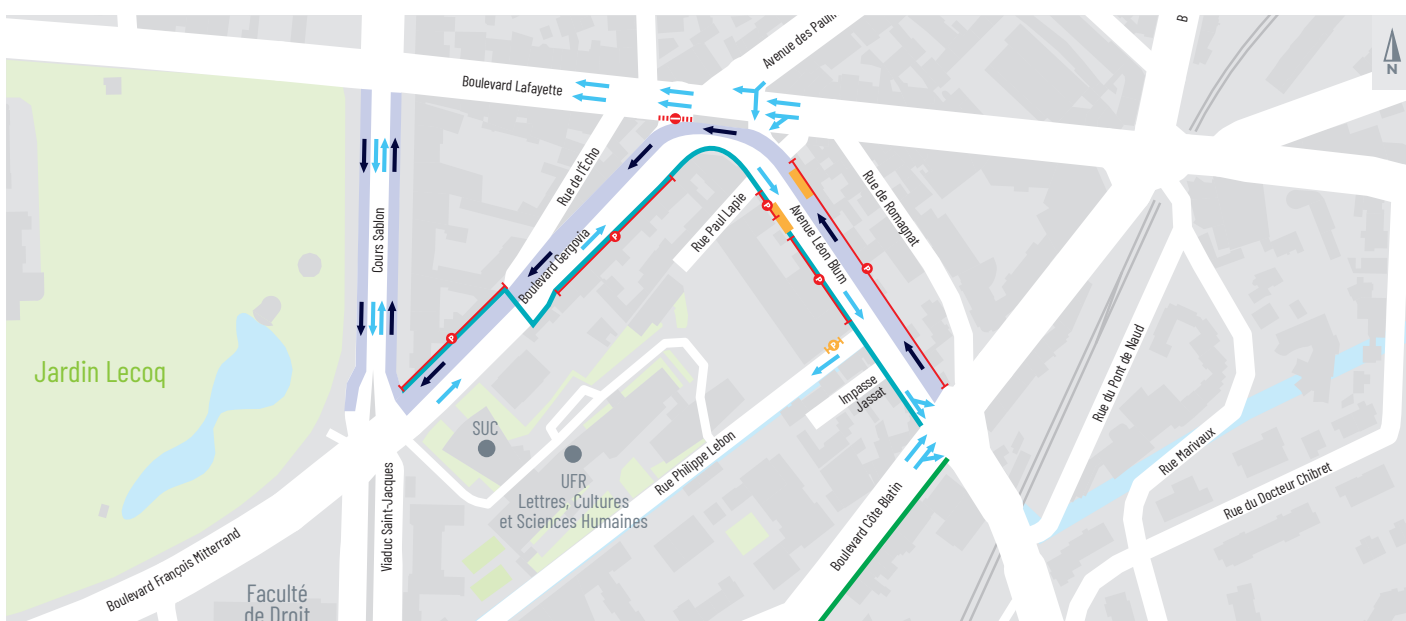 B
Avenue des Pauli
N
Boulevard Lafayette
Rue de l'Écho
Rue de Romagnat
Rue Paul Lapie
Cours Sablon
Boulevard Gergovia
Avenue Léon Blum
P
P
P
P
P
P
Jardin Lecoq
Impasse
Jassat
Rue du Pont de Naud
SUC
Rue Philippe Lebon
Rue Marivaux
UFR
Lettres, Cultures
et Sciences Humaines
Viaduc Saint-Jacques
Rue du Docteur Chibret
Boulevard Côte Blatin
Boulevard François Mitterrand
Faculté
de Droit